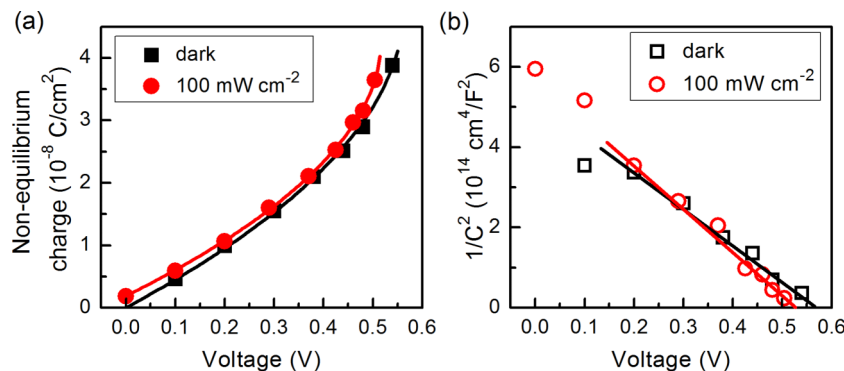 (a)
dark
100 mW cm⁻²
Non-equilibrium
charge (10⁻⁸ C/cm²)
4
3
2
1
0
0.0 0.1 0.2 0.3 0.4 0.5 0.6
Voltage (V)
(b)
dark
100 mW cm⁻²
1/C² (10¹⁴ cm⁴/F²)
8
6
4
2
0
0.0 0.1 0.2 0.3 0.4 0.5 0.6
Voltage (V)